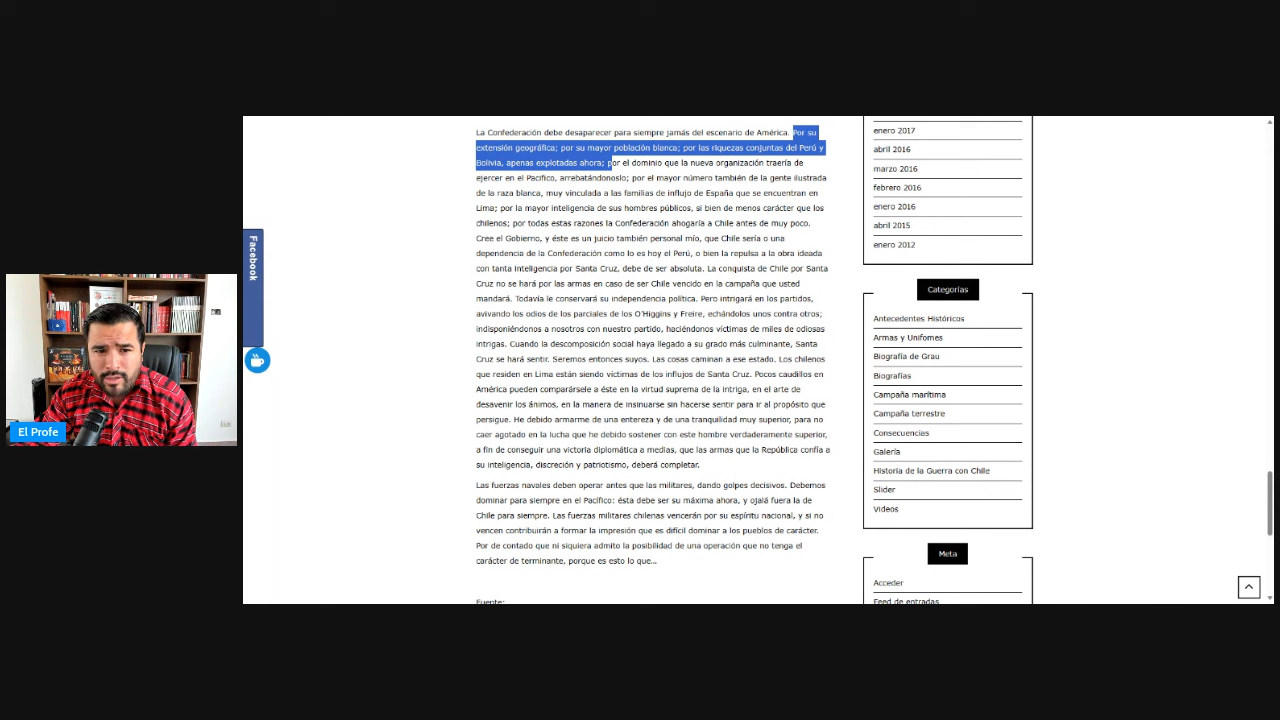 La Confederación debe desaparecer para siempre jamás del escenario de América. Por su
extensión geográfica; por su mayor población blanca; por las riquezas conjuntas del Perú y
Bolivia, apenas explotadas ahora; por el dominio que la nueva organización traería de
ejercer en el Pacifico, arrebatándonoslo; por el mayor número también de la gente ilustrada
de la raza blanca, muy vinculada a las familias de influjo de España que se encuentran en
Lima; por la mayor inteligencia de sus hombres públicos, si bien de menos carácter que los
chilenos; por todas estas razones la Confederación ahogaría a Chile antes de muy poco.
Cree el Gobierno, y éste es un juicio también personal mío, que Chile sería o una
dependencia de la Confederación como lo es hoy el Perú, o bien la repulsa a la obra ideada
con tanta inteligencia por Santa Cruz, debe de ser absoluta. La conquista de Chile por Santa
Cruz no se hará por las armas en caso de ser Chile vencido en la campaña que usted
mandará. Todavía le conservará su independencia política. Pero intrigará en los partidos,
avivando los odios de los parciales de los O'Higgins y Freire, echándolos unos contra otros;
indisponiéndonos a nosotros con nuestro partido, haciéndonos víctimas de miles de odiosas
intrigas. Cuando la descomposición social haya llegado a su grado más culminante, Santa
Cruz se hará sentir. Seremos entonces suyos. Las cosas caminan a ese estado. Los chilenos
que residen en Lima están siendo víctimas de los influjos de Santa Cruz. Pocos caudillos en
América pueden comparársele a éste en la virtud suprema de la intriga, en el arte de
desavenir los ánimos, en la manera de insinuarse sin hacerse sentir para ir al propósito que
persigue. He debido armarme de una entereza y de una tranquilidad muy superior, para no
caer agotado en la lucha que he debido sostener con este hombre verdaderamente superior,
a fin de conseguir una victoria diplomática a medias, que las armas que la República confía a
su inteligencia, discreción y patriotismo, deberá completar.
Las fuerzas navales deben operar antes que las militares, dando golpes decisivos. Debemos
dominar para siempre en el Pacífico: ésta debe ser su máxima ahora, y ojalá fuera la de
Chile para siempre. Las fuerzas militares chilenas vencerán por su espíritu nacional, y si no
vencen contribuirán a formar la impresión que es difícil dominar a los pueblos de carácter.
Por de contado que ni siquiera admito la posibilidad de una operación que no tenga el
carácter de terminante, porque es esto lo que...
Fuente:
enero 2017
abril 2016
marzo 2016
febrero 2016
enero 2016
abril 2015
enero 2012
Categorías
Antecedentes Históricos
Armas y Unifomes
Biografía de Grau
Biografías
Campaña marítima
Campaña terrestre
Consecuencias
Galería
Historia de la Guerra con Chile
Slider
Videos
Meta
Acceder
Feed de entradas
Facebook
El Profe